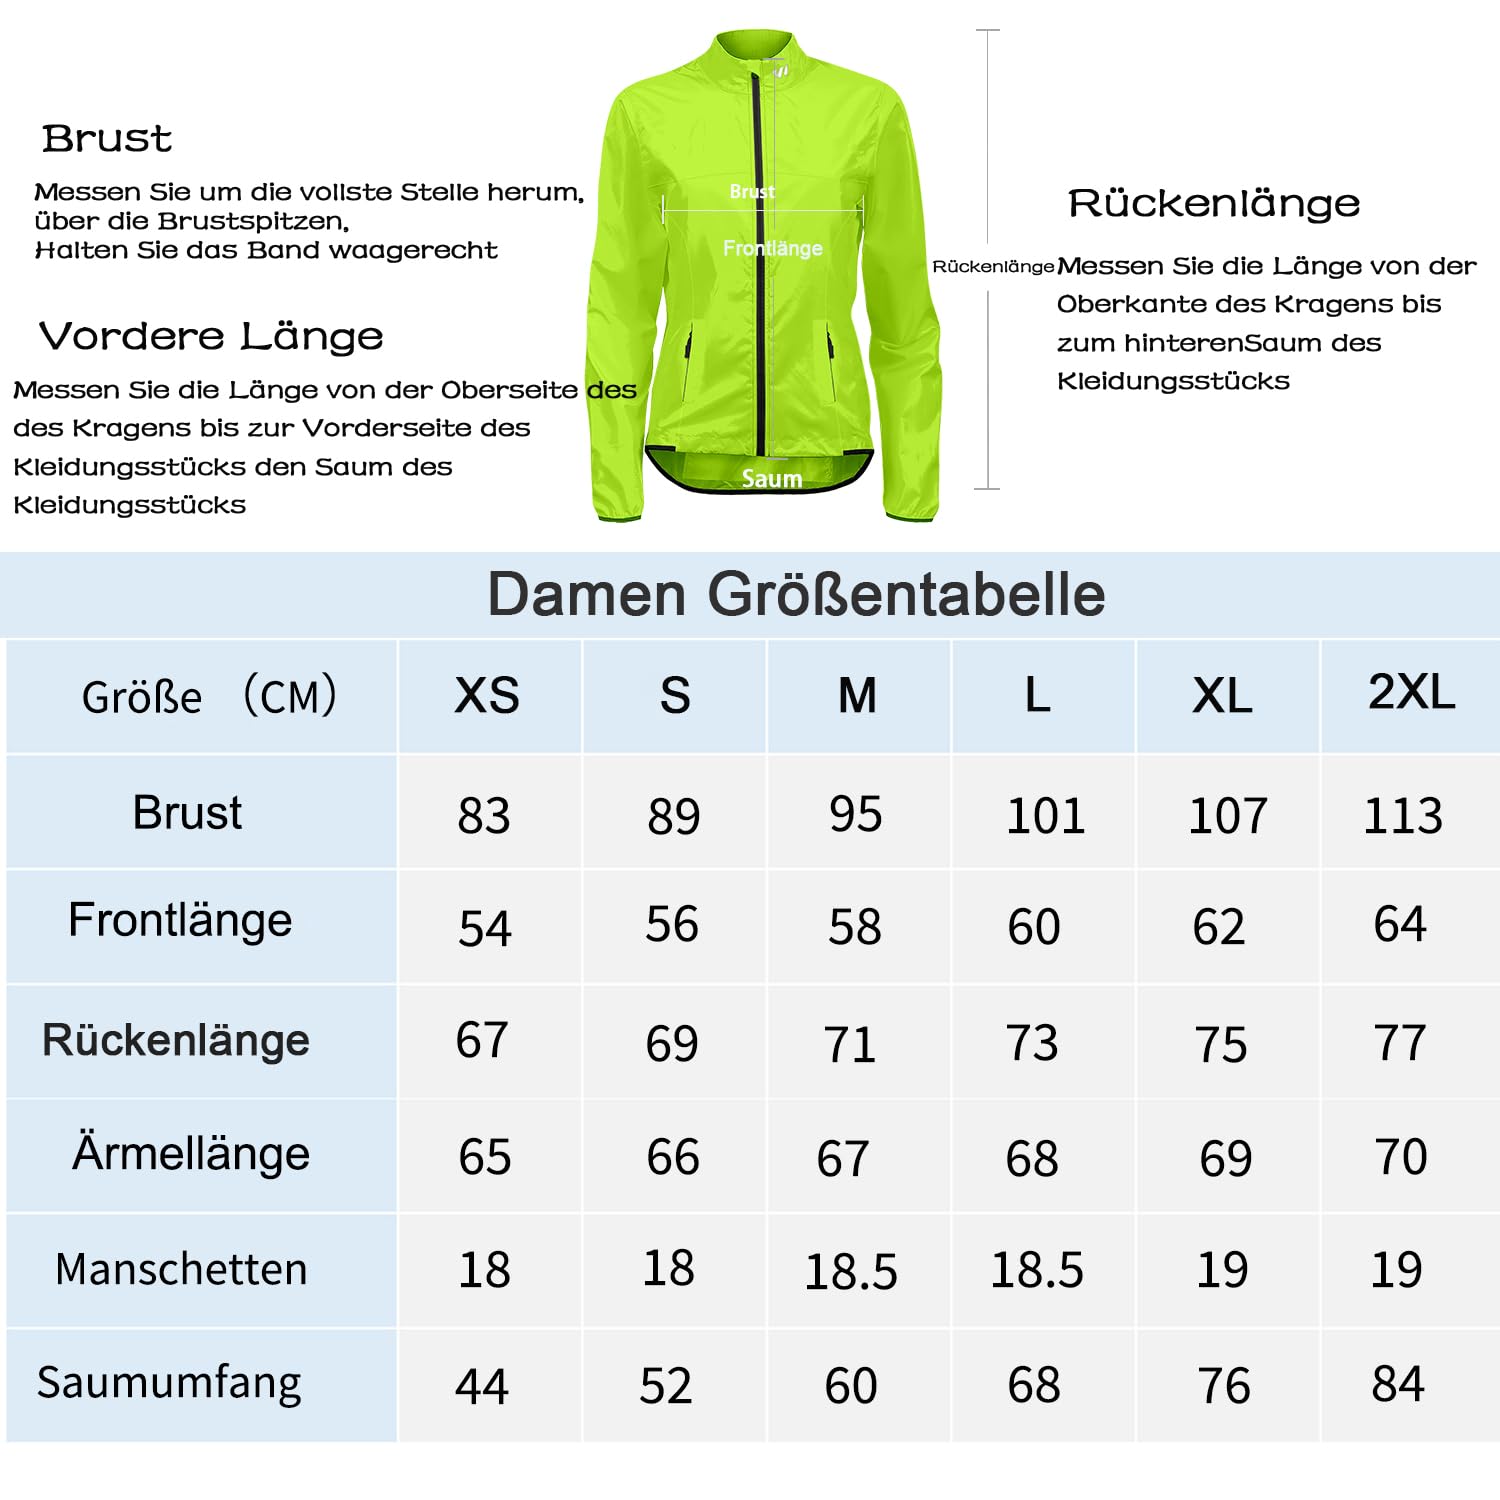 Brust
Messen Sie um die vollste Stelle herum,
über die Brustspitzen,
Halten Sie das Band waagerecht
Vordere Länge
Messen Sie die Länge von der Oberseite des
des Kragens bis zur Vorderseite des
Kleidungsstücks den Saum des
Kleidungsstücks
Brust
Frontlänge
Saum
Rückenlänge
Rückenlänge
Messen Sie die Länge von der
Oberkante des Kragens bis
zum hinterenSaum des
Kleidungsstücks
Damen Größentabelle
Größe （CM） XS S M L XL 2XL
Brust 83 89 95 101 107 113
Frontlänge 54 56 58 60 62 64
Rückenlänge 67 69 71 73 75 77
Ärmellänge 65 66 67 68 69 70
Manschetten 18 18 18.5 18.5 19 19
Saumumfang 44 52 60 68 76 84